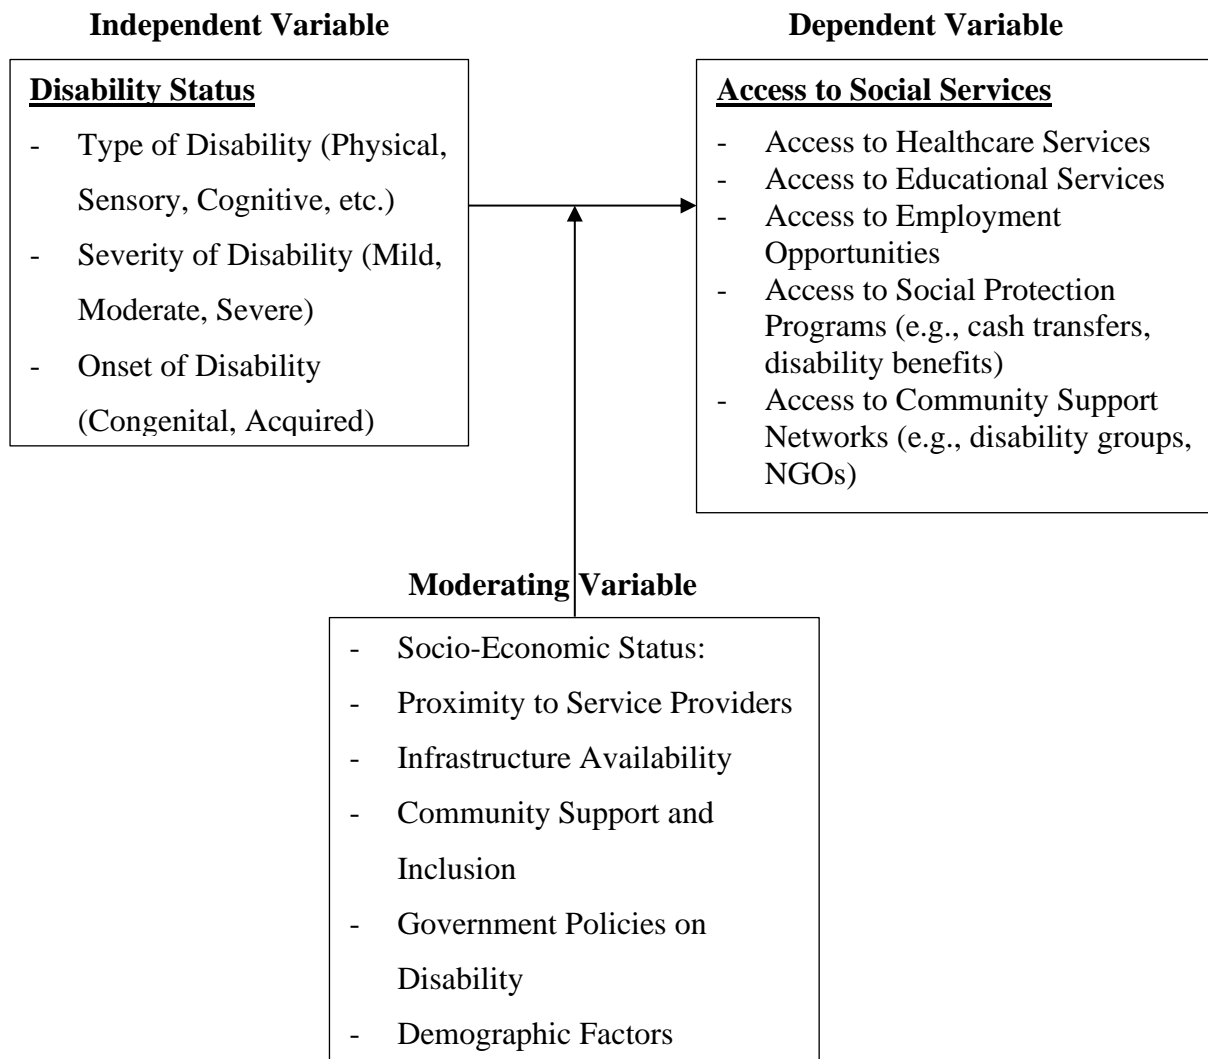 Independent Variable
Dependent Variable
Disability Status
- Type of Disability (Physical,
Sensory, Cognitive, etc.)
- Severity of Disability (Mild,
Moderate, Severe)
- Onset of Disability
(Congenital, Acquired)
Access to Social Services
- Access to Healthcare Services
- Access to Educational Services
- Access to Employment
Opportunities
- Access to Social Protection
Programs (e.g., cash transfers,
disability benefits)
- Access to Community Support
Networks (e.g., disability groups,
NGOs)
Moderating Variable
- Socio-Economic Status:
- Proximity to Service Providers
- Infrastructure Availability
- Community Support and
Inclusion
- Government Policies on
Disability
- Demographic Factors